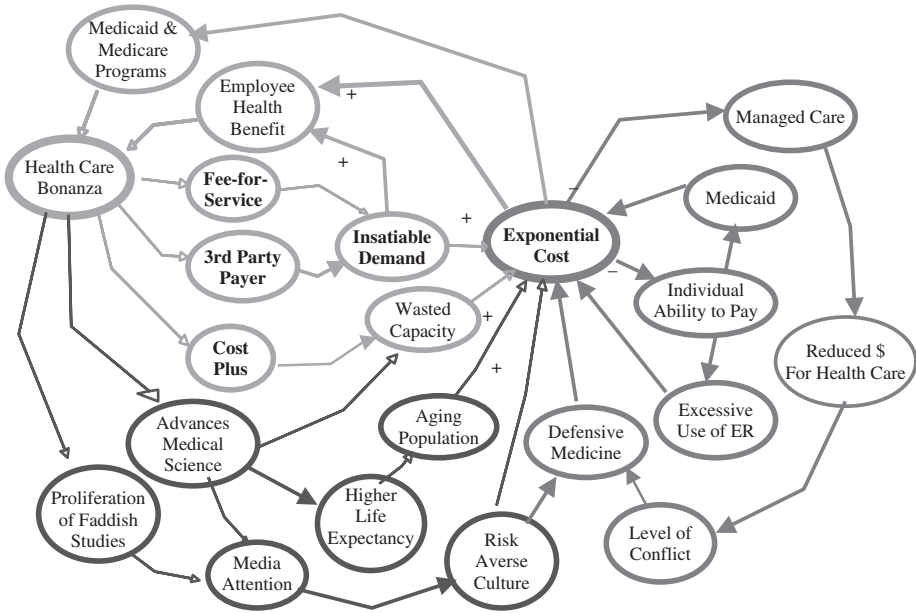 Medicaid &
Medicare
Programs
Employee
Health
Benefit
+
Managed Care
Health Care
Bonanza
Fee-for-
Service
+
–
Medicaid
+
Insatiable
Demand
Exponential
Cost
3rd Party
Payer
–
Individual
Ability to Pay
Wasted
Capacity
+
Cost
Plus
Reduced $
For Health Care
+
Advances
Medical
Science
Aging
Population
Defensive
Medicine
Excessive
Use of ER
Proliferation
of Faddish
Studies
Higher
Life
Expectancy
Risk
Averse
Culture
Level of
Conflict
Media
Attention